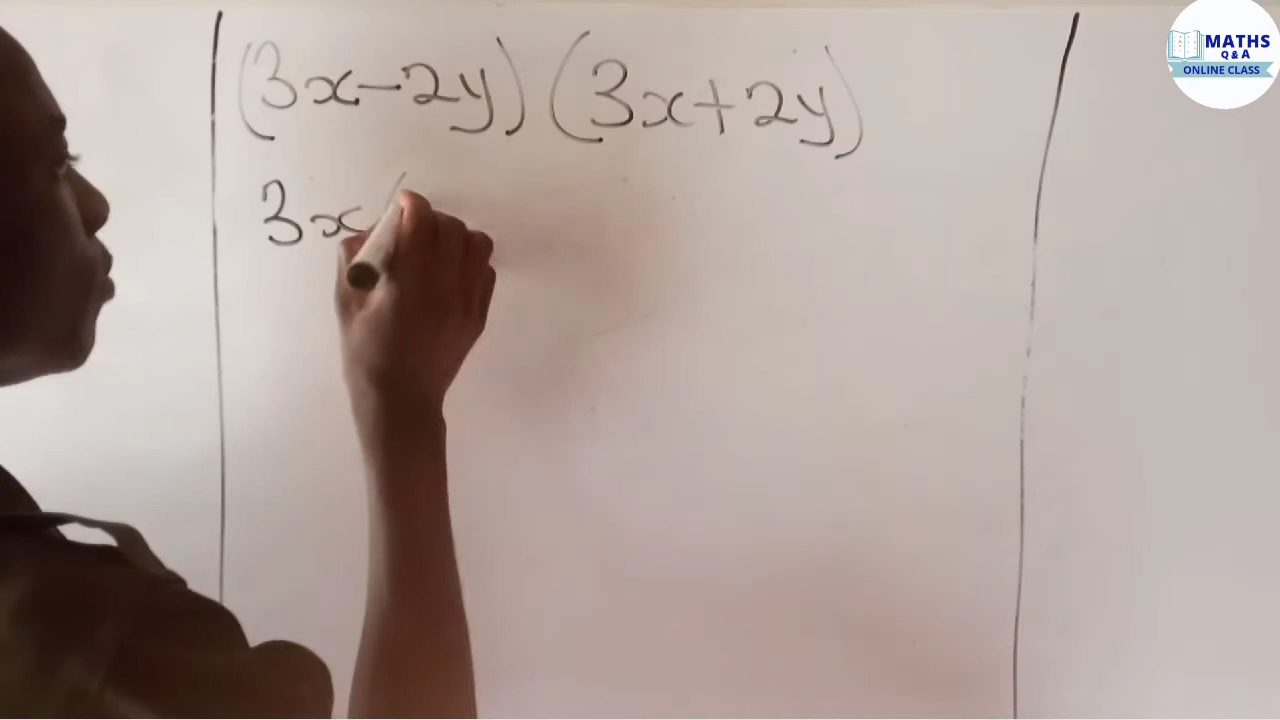 (3x-2y)(3x+2y)
3x(
MATHS
Q & A
ONLINE CLASS